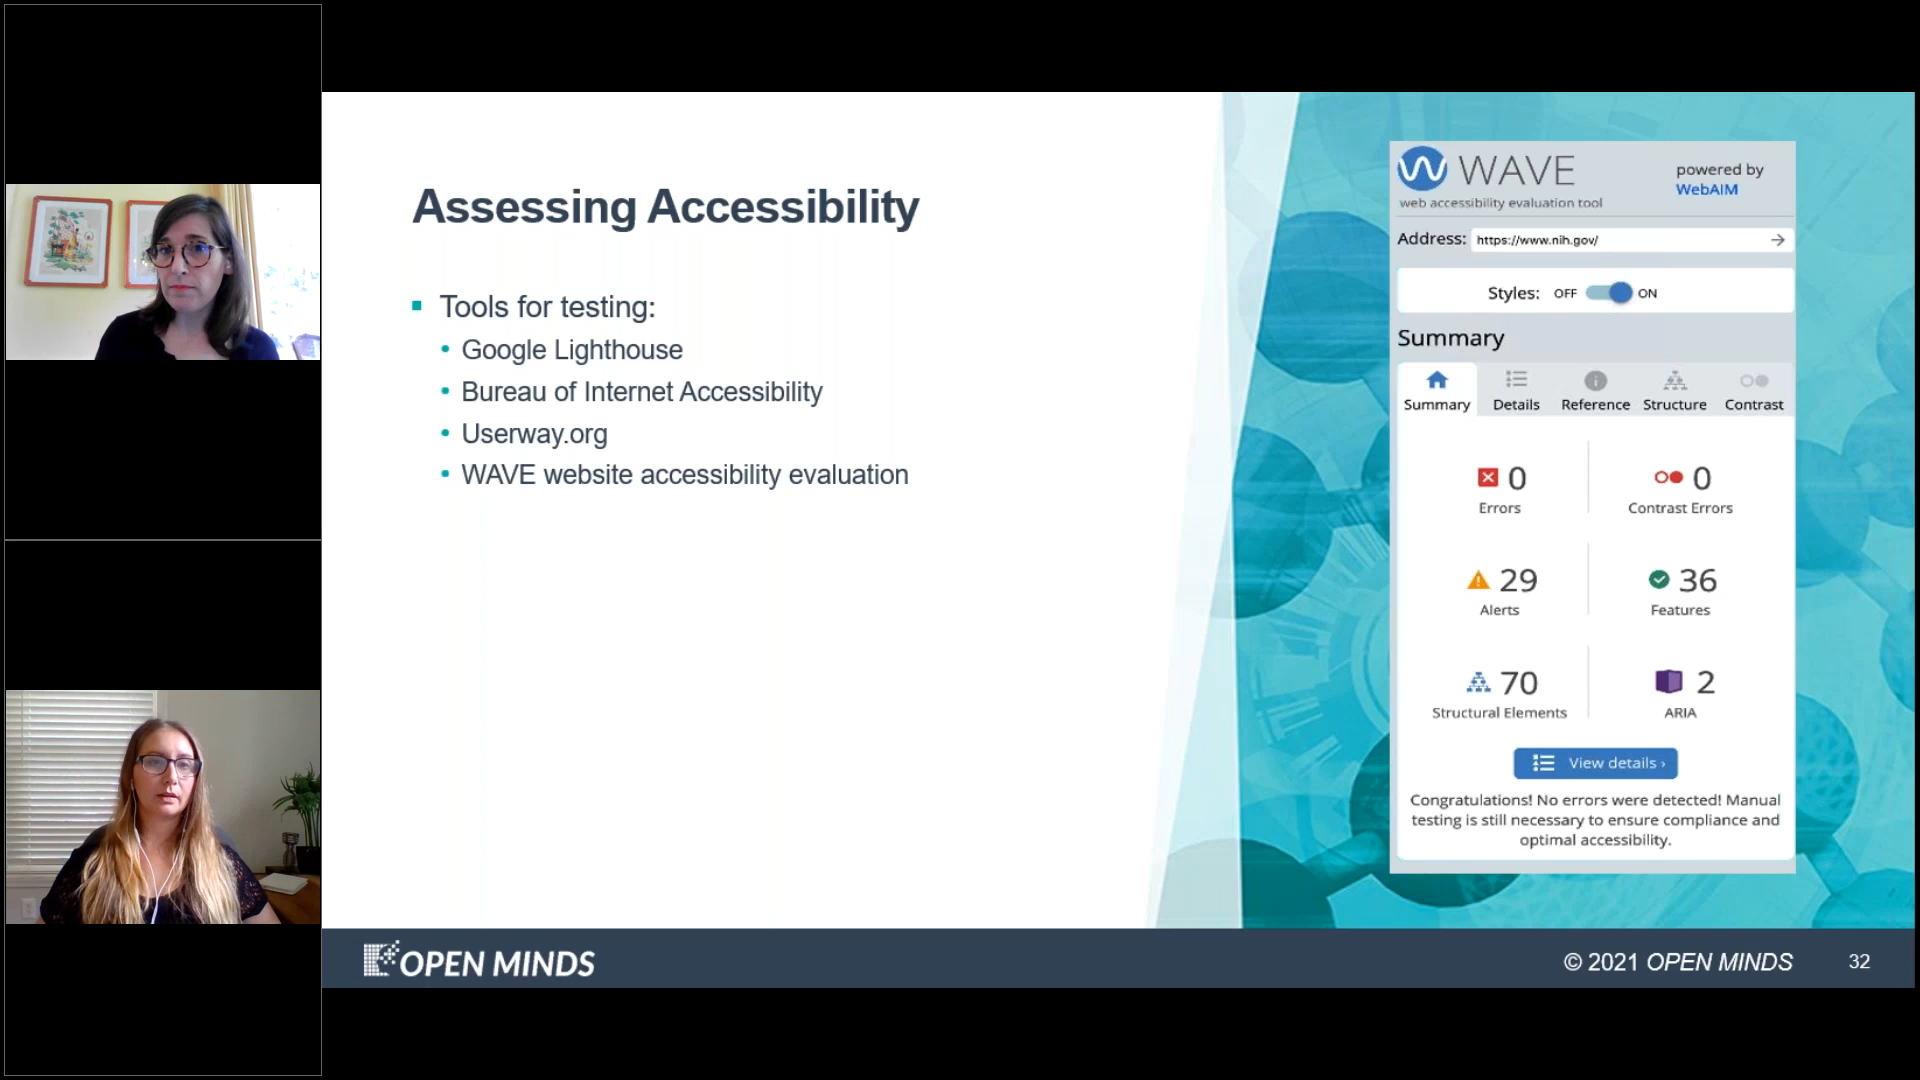 Assessing Accessibility
Tools for testing:
Google Lighthouse
Bureau of Internet Accessibility
Userway.org
WAVE website accessibility evaluation
WAVE
web accessibility evaluation tool
powered by
WebAIM
Address: https://www.nih.gov/
Styles: OFF ON
Summary
Summary Details Reference Structure Contrast
0 0
Errors Contrast Errors
29 36
Alerts Features
70 2
Structural Elements ARIA
View details ›
Congratulations! No errors were detected! Manual
testing is still necessary to ensure compliance and
optimal accessibility.
OPEN MINDS
© 2021 OPEN MINDS 32